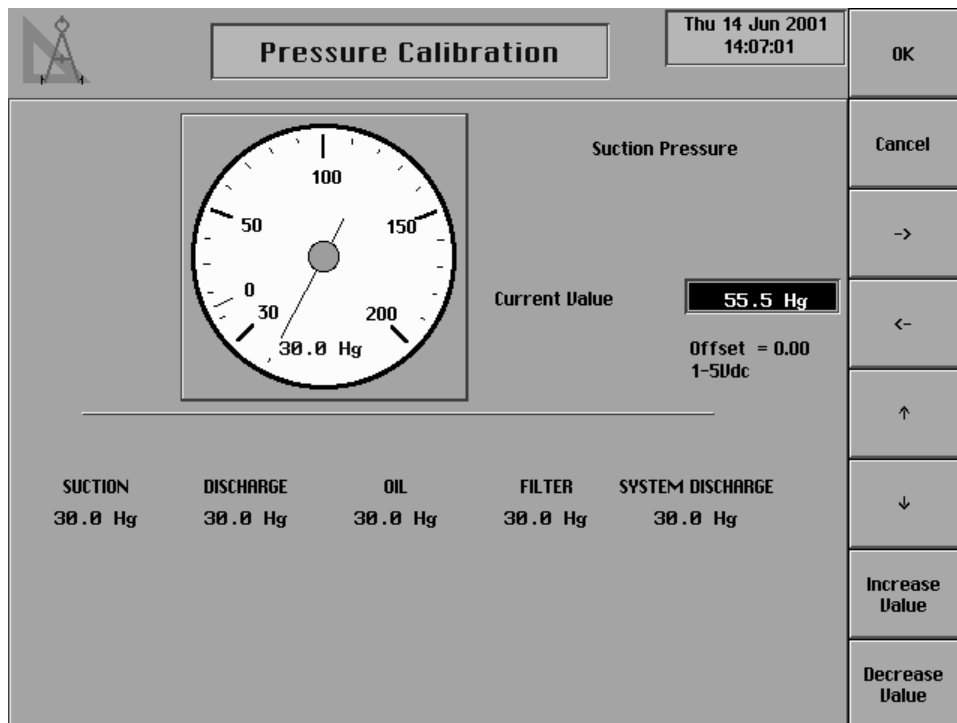 Pressure Calibration
Thu 14 Jun 2001
14:07:01
OK
Cancel
->
<-
↑
↓
Increase
Value
Decrease
Value
Suction Pressure
100
50
150
0
30
200
30.0 Hg
Current Value
55.5 Hg
Offset = 0.00
1-5Vdc
SUCTION DISCHARGE OIL FILTER SYSTEM DISCHARGE
30.0 Hg 30.0 Hg 30.0 Hg 30.0 Hg 30.0 Hg